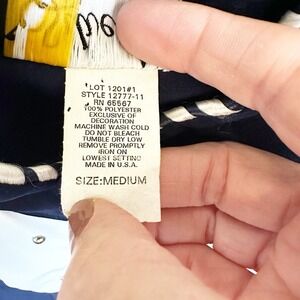 LOT 1201#1
STYLE 12777-11
RN 65567
100% POLYESTER
EXCLUSIVE OF
DECORATION
MACHINE WASH COLD
DO NOT BLEACH
TUMBLE DRY LOW
REMOVE PROMPTLY
IRON ON
LOWEST SETTING
MADE IN U.S.A.
SIZE:MEDIUM